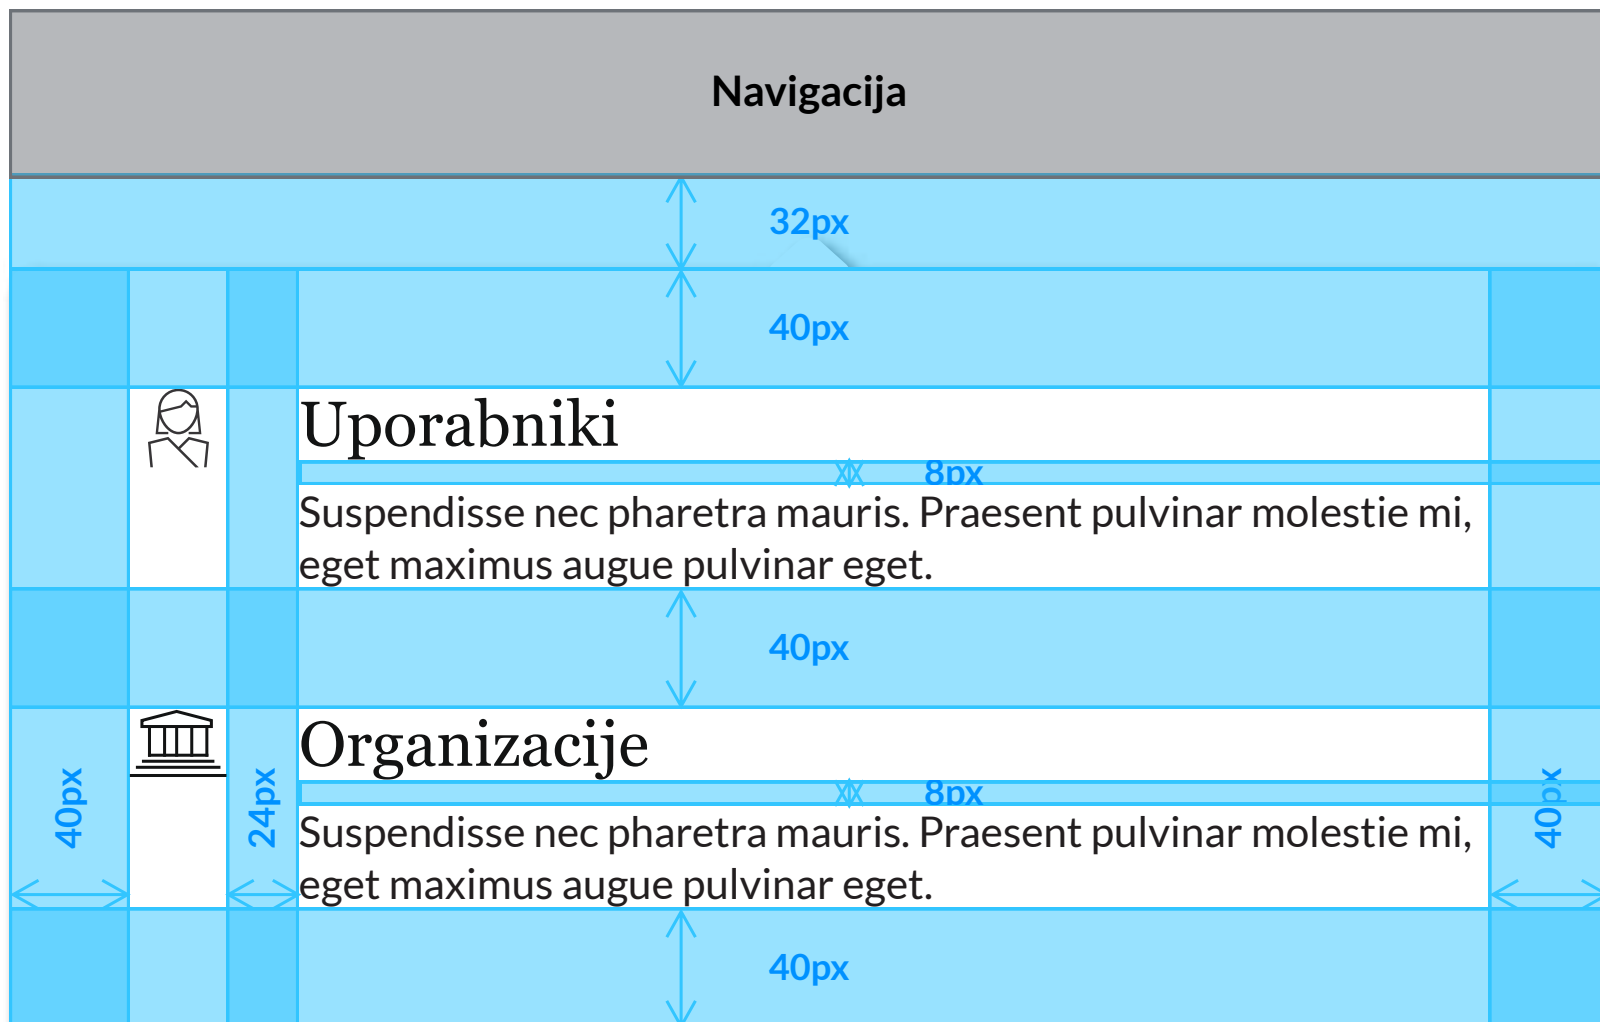 Navigacija
32px
40px
Uporabniki
8px
Suspendisse nec pharetra mauris. Praesent pulvinar molestie mi,
eget maximus augue pulvinar eget.
40px
Organizacije
8px
40px
24px
40px
Suspendisse nec pharetra mauris. Praesent pulvinar molestie mi,
eget maximus augue pulvinar eget.
40px